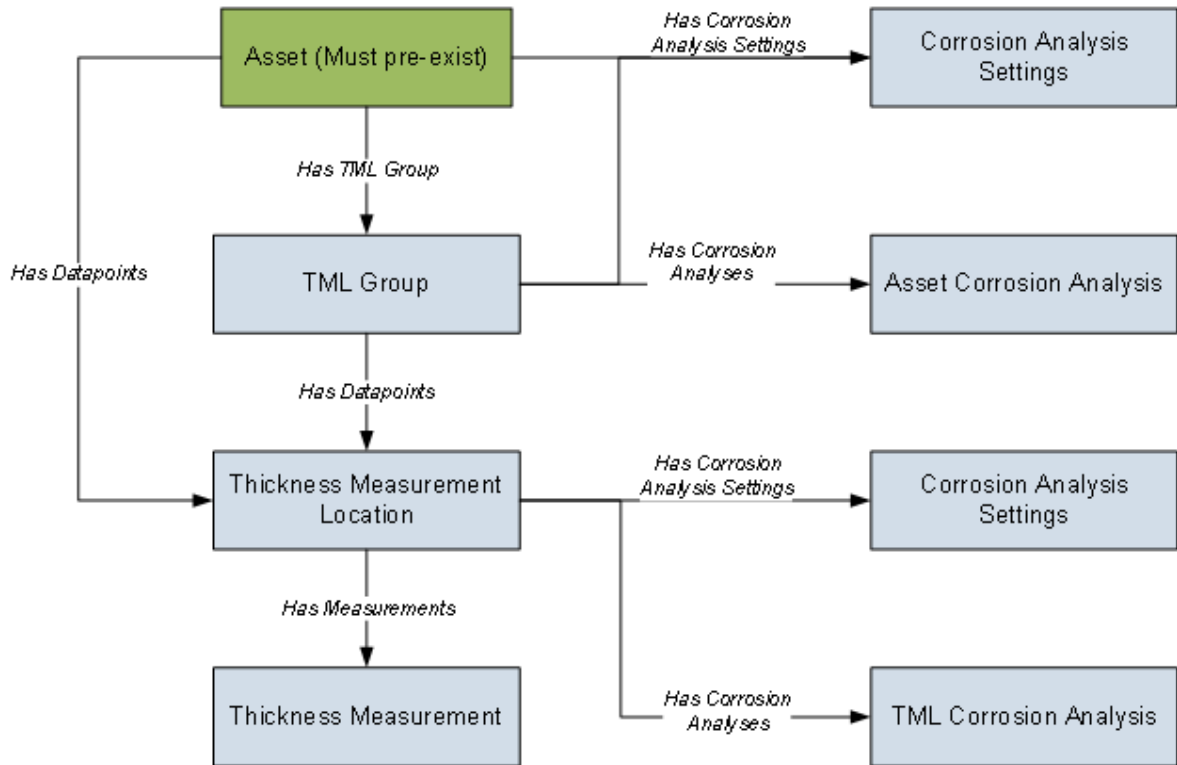 Has Corrosion
Analysis Settings
Asset (Must pre-exist)
Corrosion Analysis
Settings
Has TML Group
Has Datapoints
TML Group
Has Corrosion
Analyses
Asset Corrosion Analysis
Has Datapoints
Thickness Measurement
Location
Has Corrosion
Analysis Settings
Corrosion Analysis
Settings
Has Measurements
Thickness Measurement
Has Corrosion
Analyses
TML Corrosion Analysis